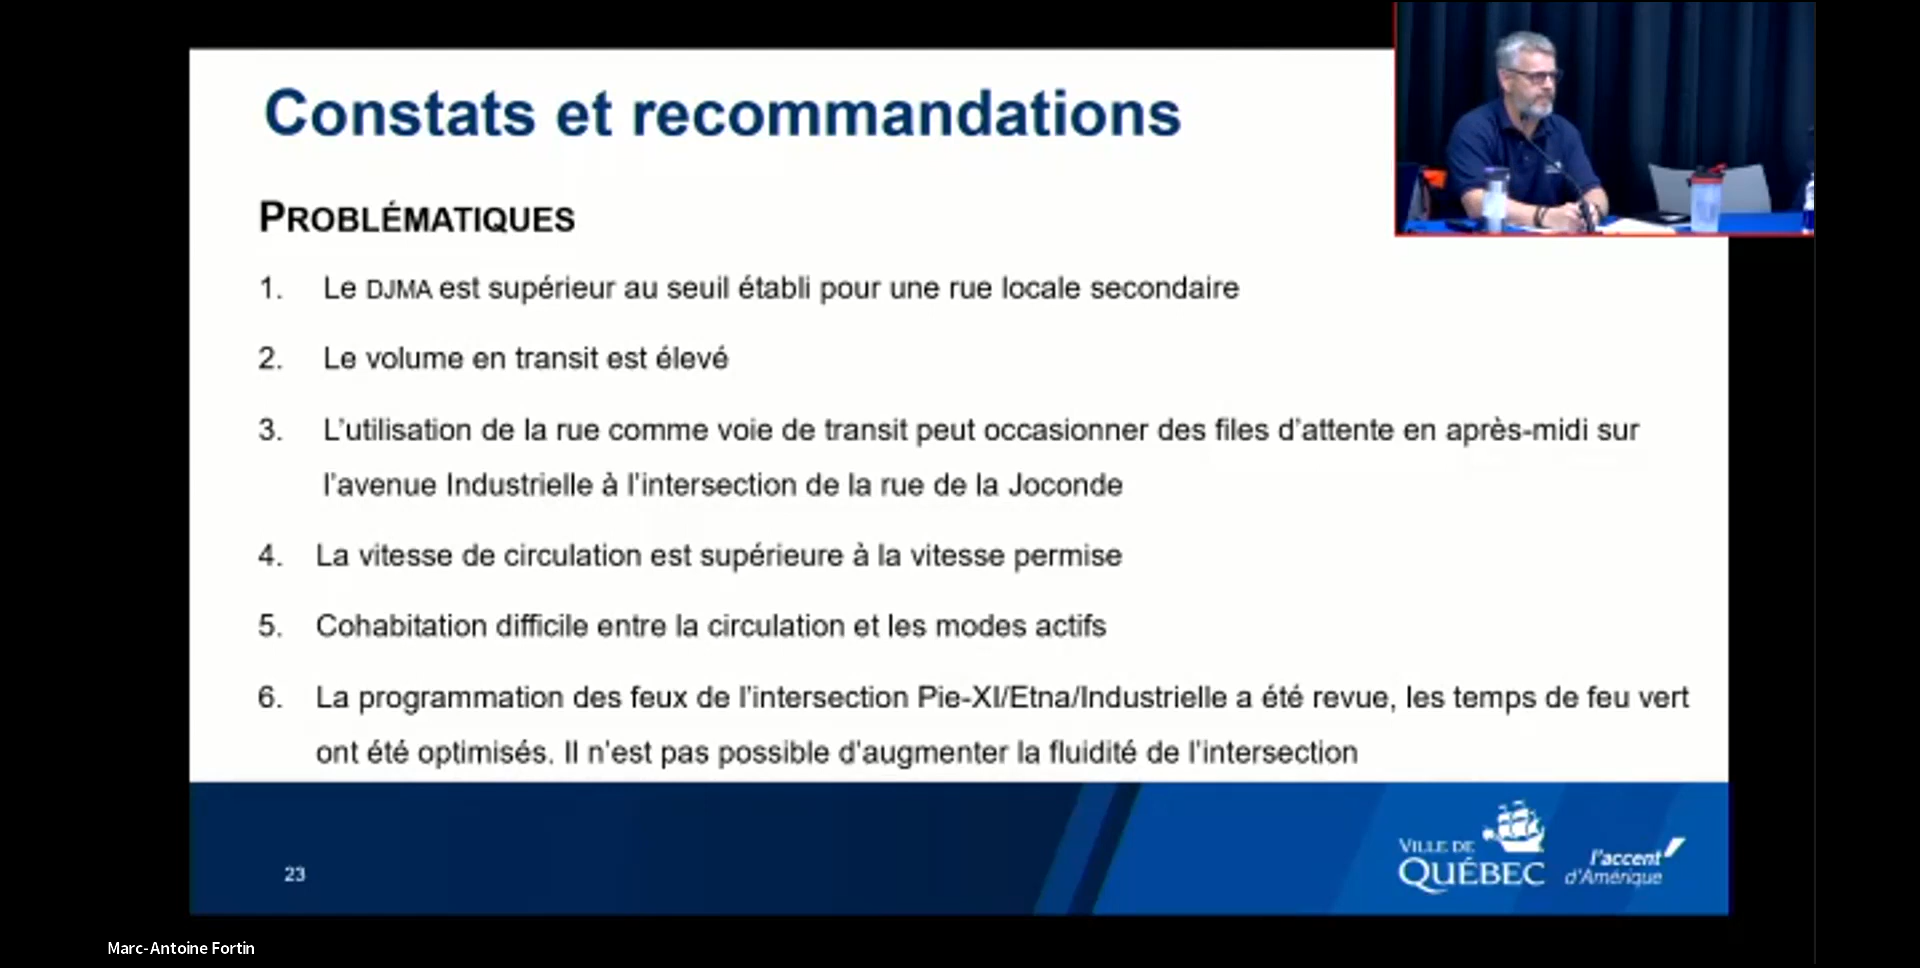 Constats et recommandations
PROBLÉMATIQUES
1. Le DJMA est supérieur au seuil établi pour une rue locale secondaire
2. Le volume en transit est élevé
3. L'utilisation de la rue comme voie de transit peut occasionner des files d'attente en après-midi sur
l'avenue Industrielle à l'intersection de la rue de la Joconde
4. La vitesse de circulation est supérieure à la vitesse permise
5. Cohabitation difficile entre la circulation et les modes actifs
6. La programmation des feux de l'intersection Pie-XI/Etna/Industrielle a été revue, les temps de feu vert
ont été optimisés. Il n'est pas possible d'augmenter la fluidité de l'intersection
23
VILLE DE
QUÉBEC
l'accent
d'Amérique
Marc-Antoine Fortin